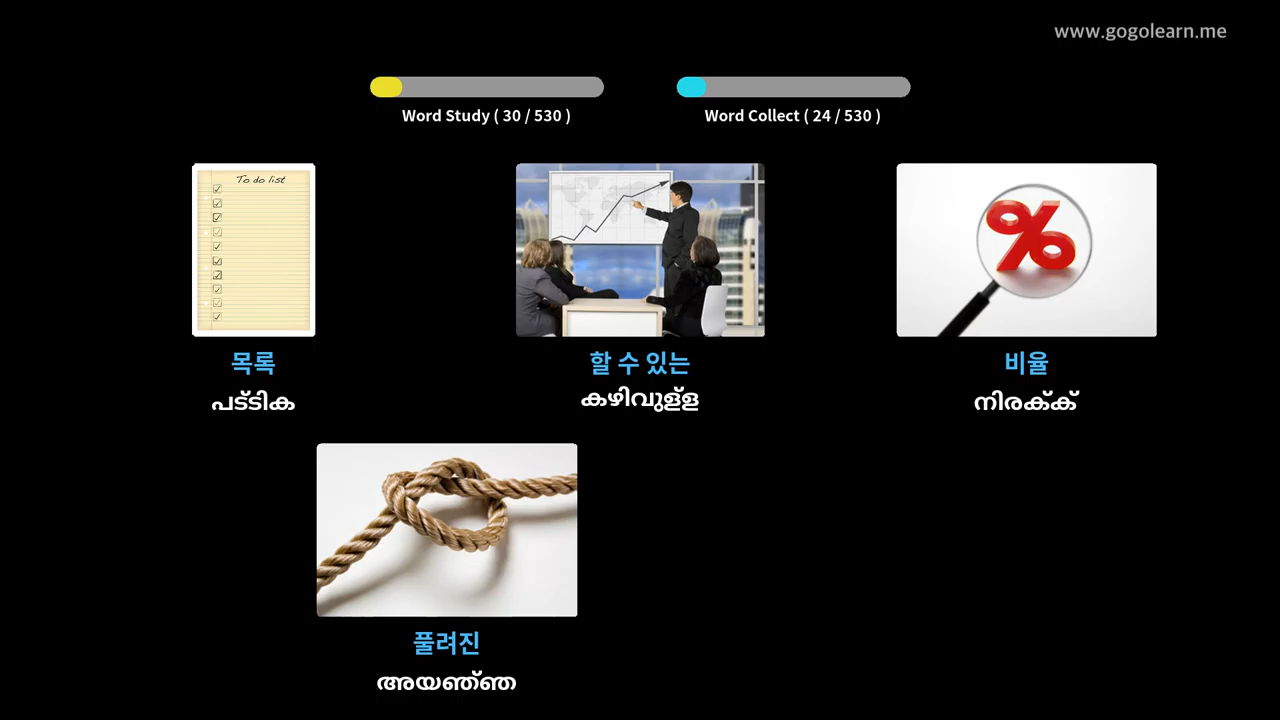 www.gogolearn.me
Word Study ( 30 / 530 )
Word Collect ( 24 / 530 )
To do list
목록
할 수 있는
비율
പട്ടിക
കഴിവുള്ള
നിരക്ക്
%
풀려진
അയഞ്ഞ